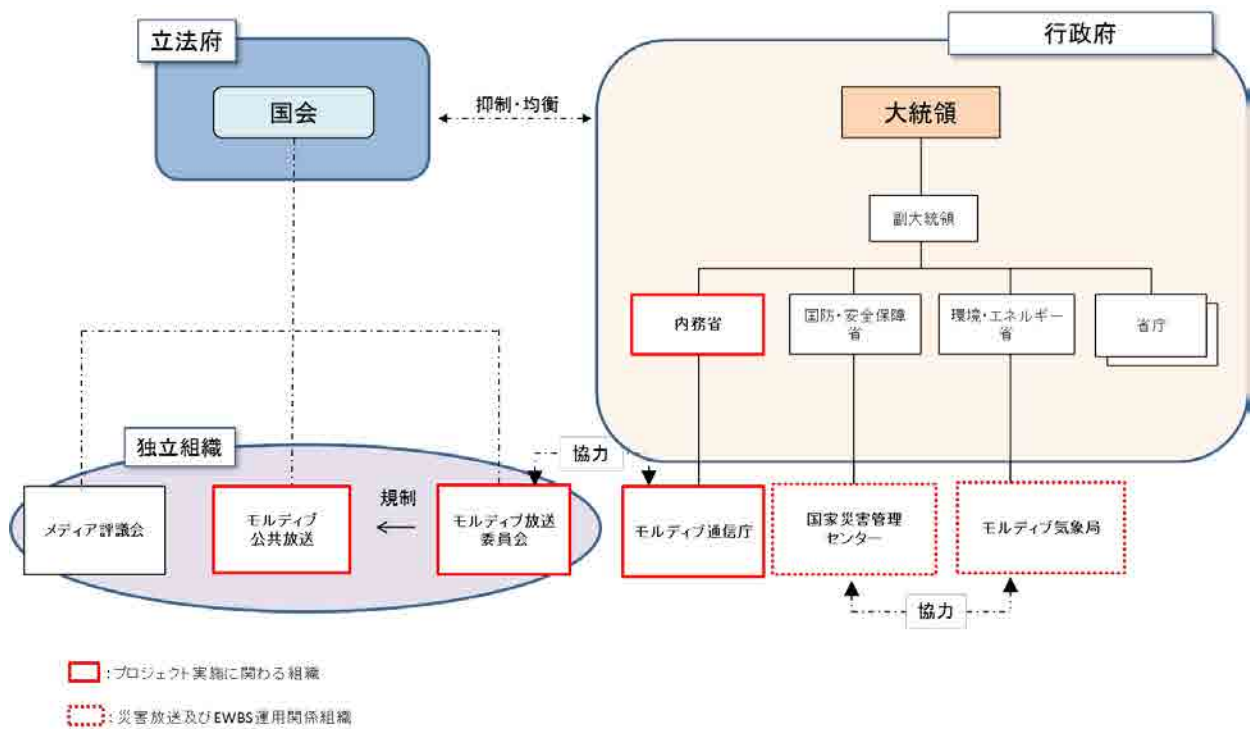 立法府
行政府
国会
抑制・均衡
大統領
副大統領
内務省
国防・安全保障
省
環境・エネルギー
省
省庁
独立組織
協力
メディア評議会
モルディブ
公共放送
規制
モルディブ放送
委員会
モルディブ通信庁
国家災害管理
センター
モルディブ気象局
協力
:プロジェクト実施に関わる組織
:災害放送及びEWBS運用関係組織